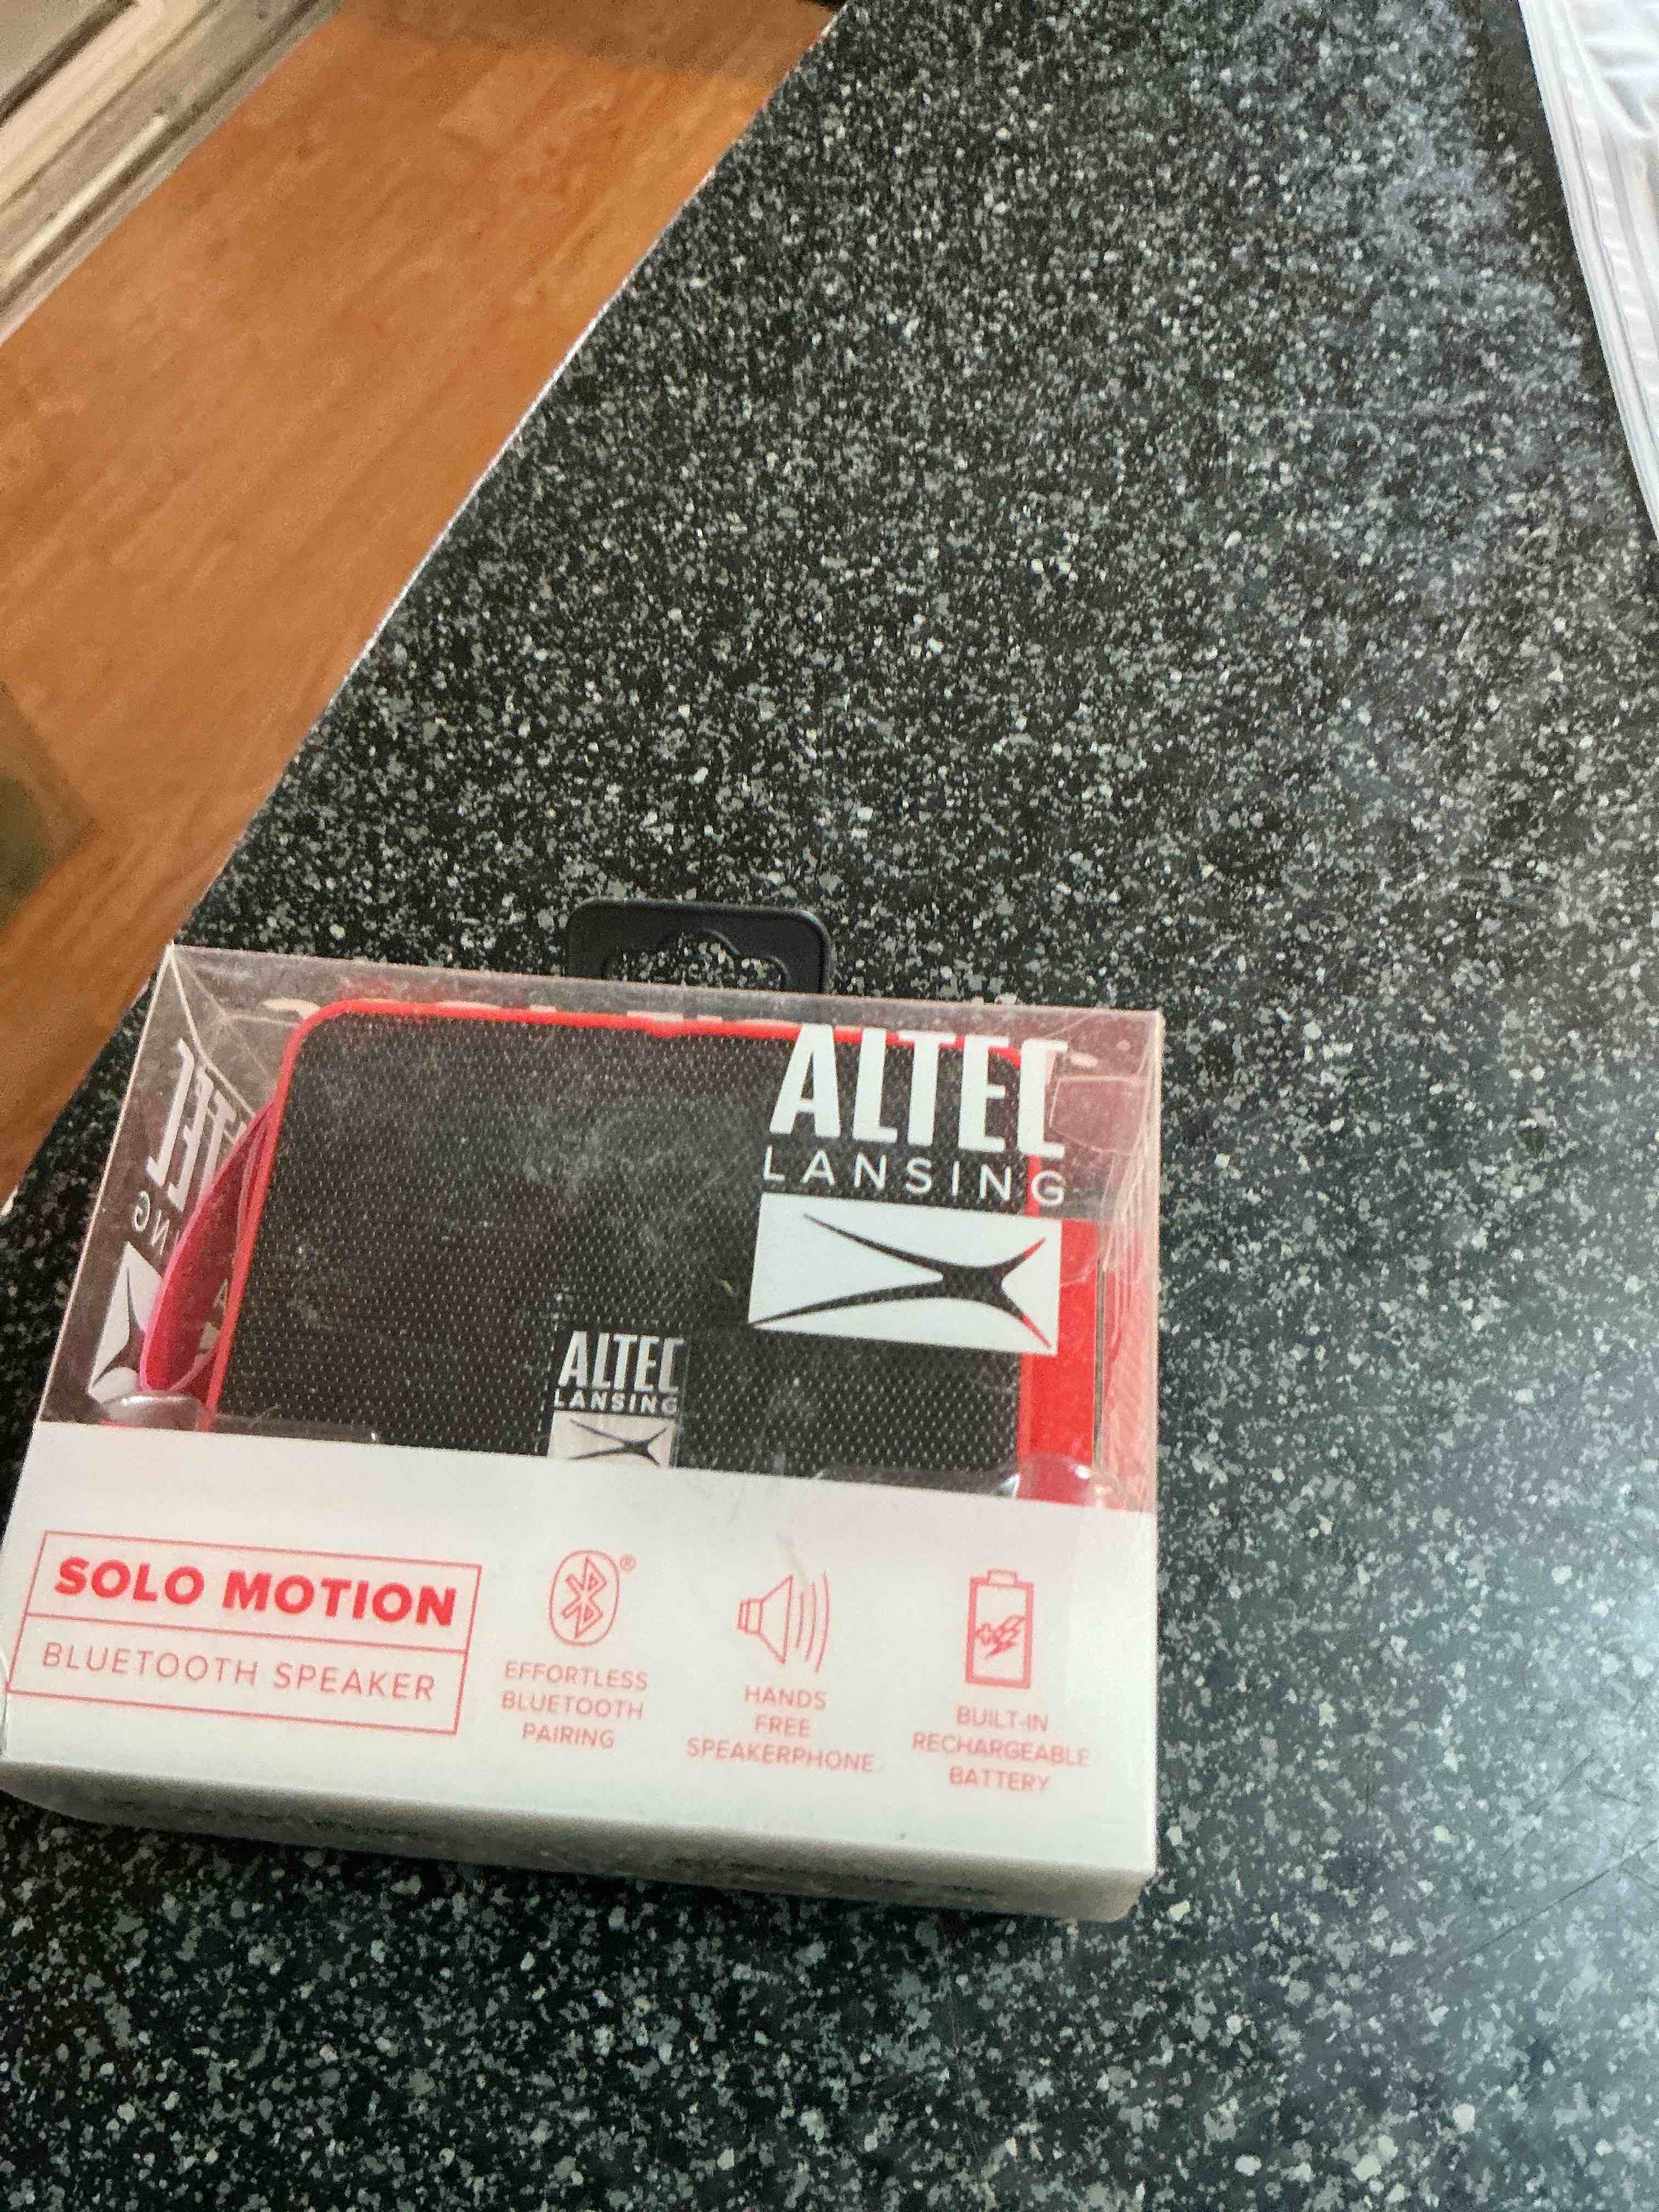 ALTEC
LANSING
ALTEC
LANSING
SOLO MOTION
BLUETOOTH SPEAKER
®
EFFORTLESS
BLUETOOTH
PAIRING
HANDS
FREE
SPEAKERPHONE
BUILT-IN
RECHARGEABLE
BATTERY